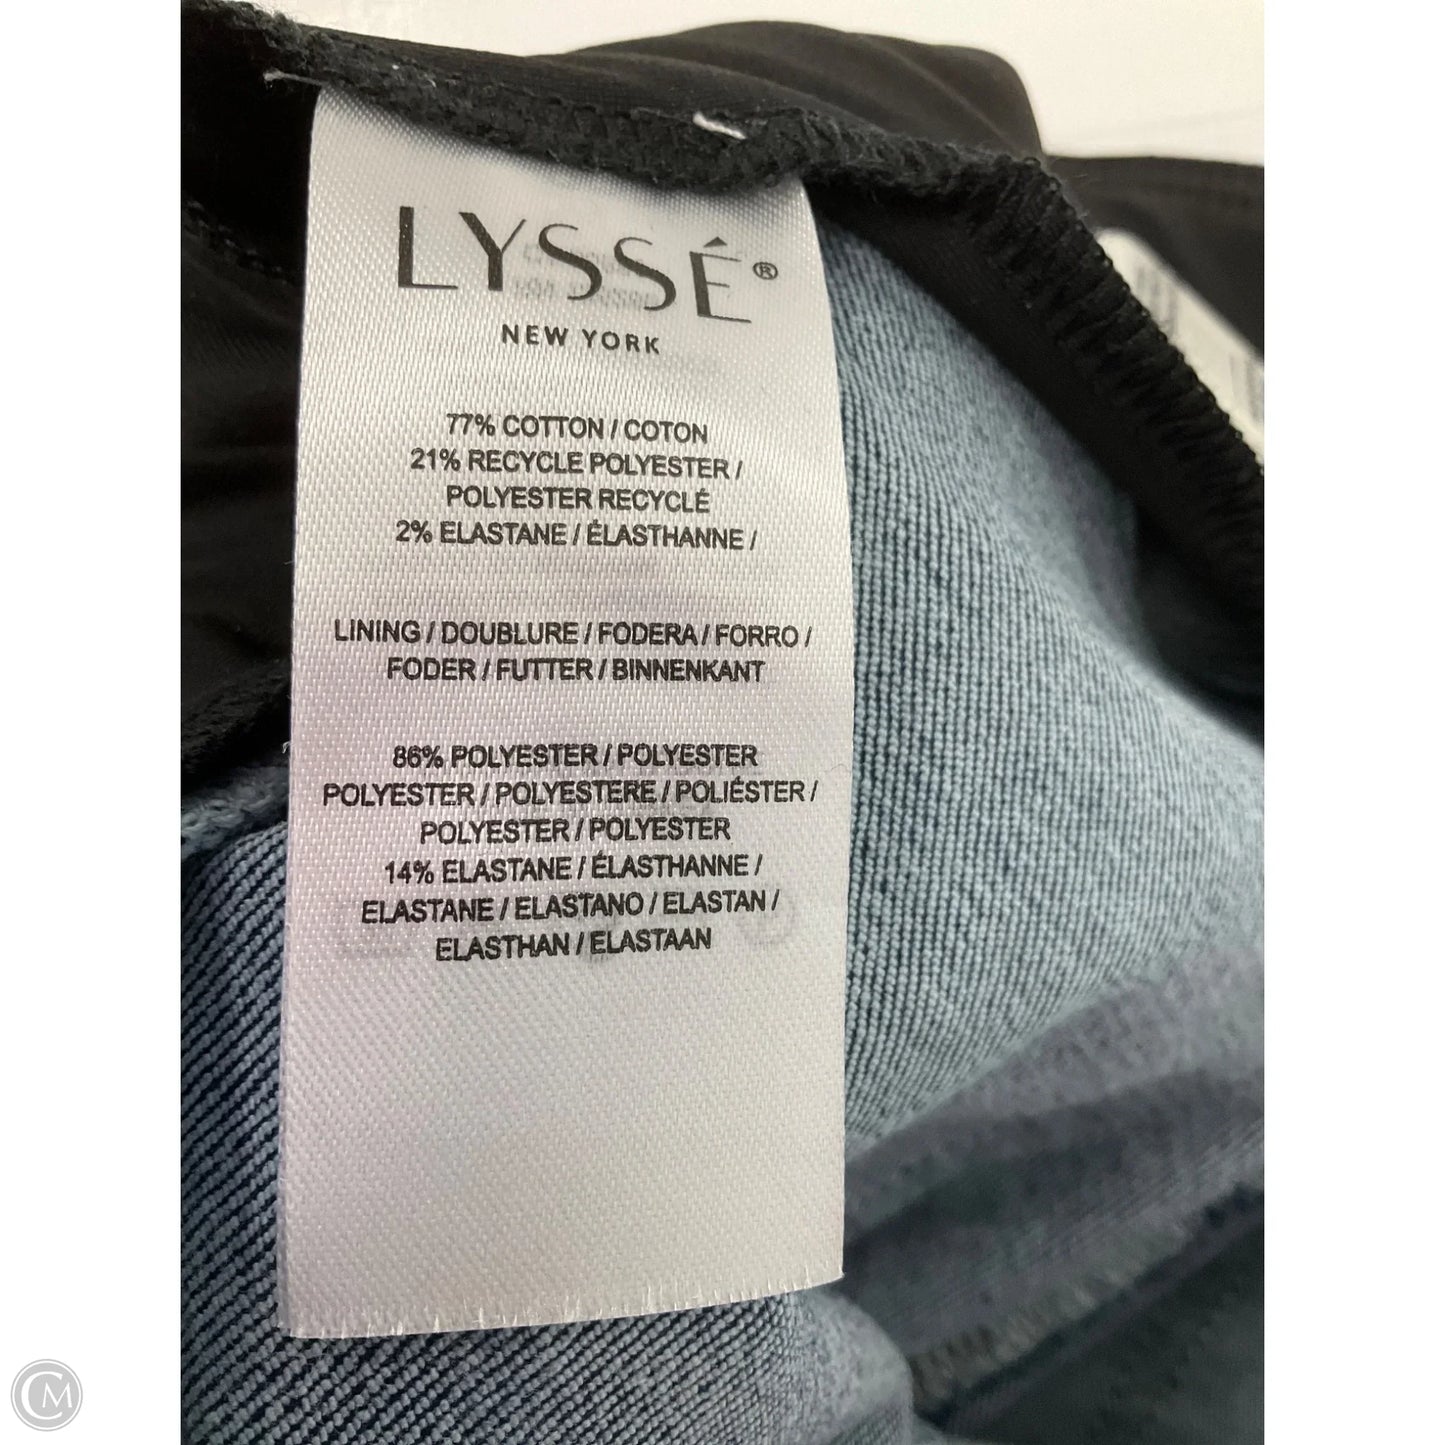 LYSSÉ®
NEW YORK
77% COTTON / COTON
21% RECYCLE POLYESTER /
POLYESTER RECYCLÉ
2% ELASTANE / ÉLASTHANNE /
LINING / DOUBLURE / FODERA / FORRO /
FODER / FUTTER / BINNENKANT
86% POLYESTER / POLYESTER
POLYESTER / POLYESTERE / POLIÉSTER /
POLYESTER / POLYESTER
14% ELASTANE / ÉLASTHANNE /
ELASTANE / ELASTANO / ELASTAN /
ELASTHAN / ELASTAAN
CM